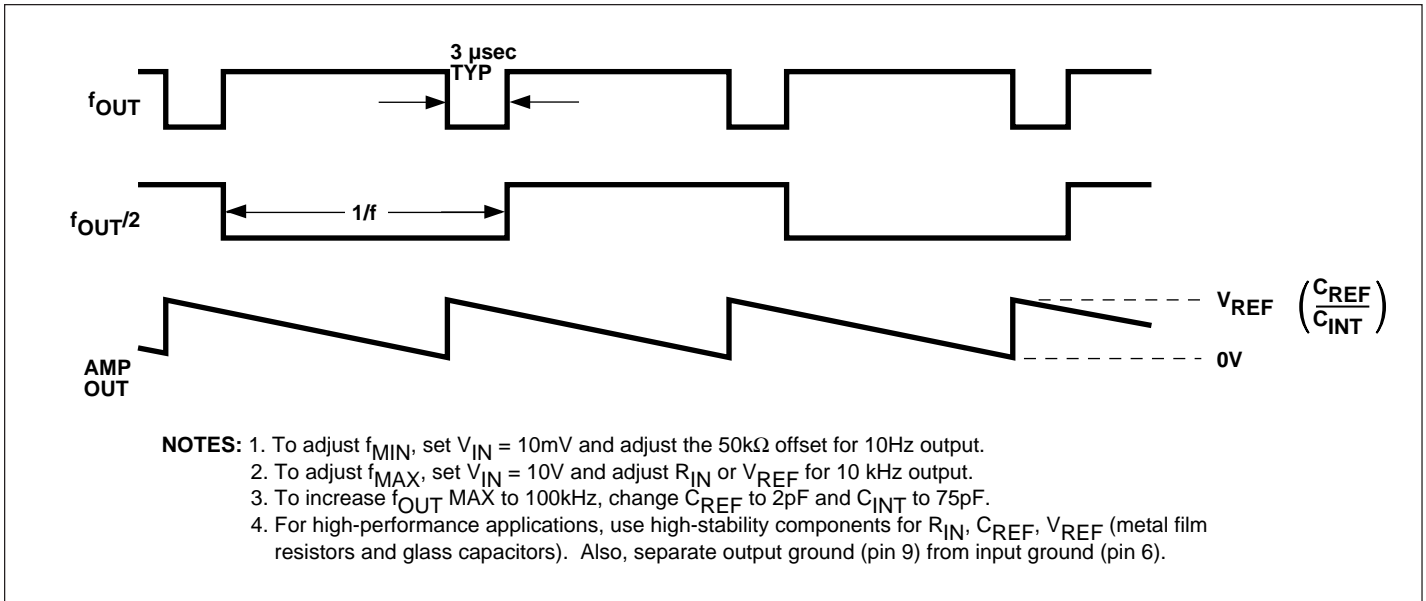 3 µsec
TYP
fOUT
fOUT/2
1/f
VREF (CREF/CINT)
0V
AMP
OUT
NOTES: 1. To adjust fMIN, set VIN = 10mV and adjust the 50kΩ offset for 10Hz output.
2. To adjust fMAX, set VIN = 10V and adjust RIN or VREF for 10 kHz output.
3. To increase fOUT MAX to 100kHz, change CREF to 2pF and CINT to 75pF.
4. For high-performance applications, use high-stability components for RIN, CREF, VREF (metal film
resistors and glass capacitors). Also, separate output ground (pin 9) from input ground (pin 6).